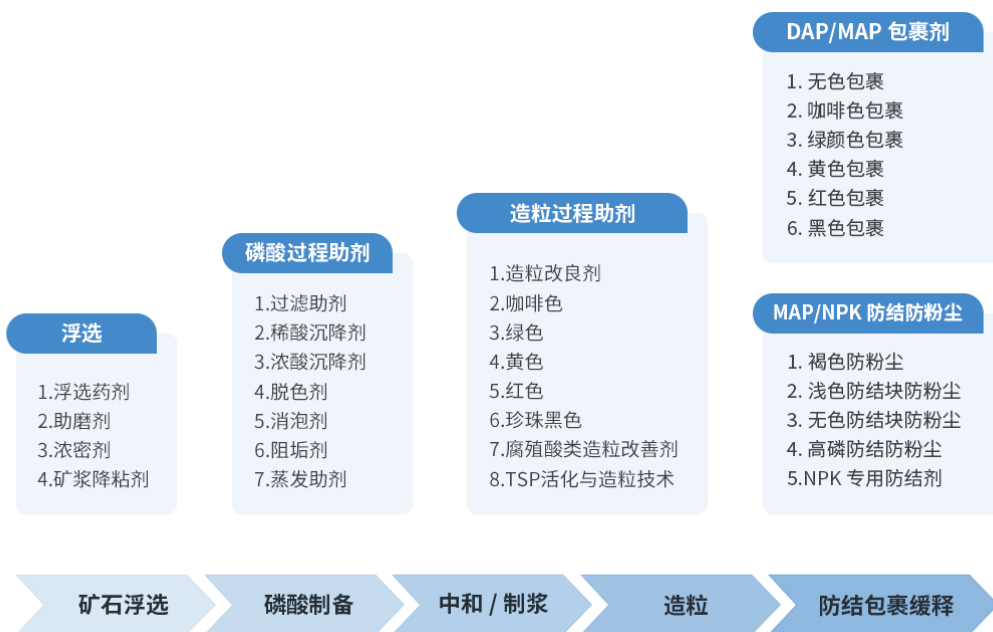 浮选
1.浮选药剂
2.助磨剂
3.浓密剂
4.矿浆降粘剂
磷酸过程助剂
1.过滤助剂
2.稀酸沉降剂
3.浓酸沉降剂
4.脱色剂
5.消泡剂
6.阻垢剂
7.蒸发助剂
造粒过程助剂
1.造粒改良剂
2.咖啡色
3.绿色
4.黄色
5.红色
6.珍珠黑色
7.腐殖酸类造粒改善剂
8.TSP活化与造粒技术
DAP/MAP 包裹剂
1. 无色包裹
2. 咖啡色包裹
3. 绿颜色包裹
4. 黄色包裹
5. 红色包裹
6. 黑色包裹
MAP/NPK 防结防粉尘
1. 褐色防粉尘
2. 浅色防结块防粉尘
3. 无色防结块防粉尘
4. 高磷防结防粉尘
5.NPK 专用防结剂
矿石浮选
磷酸制备
中和 / 制浆
造粒
防结包裹缓释